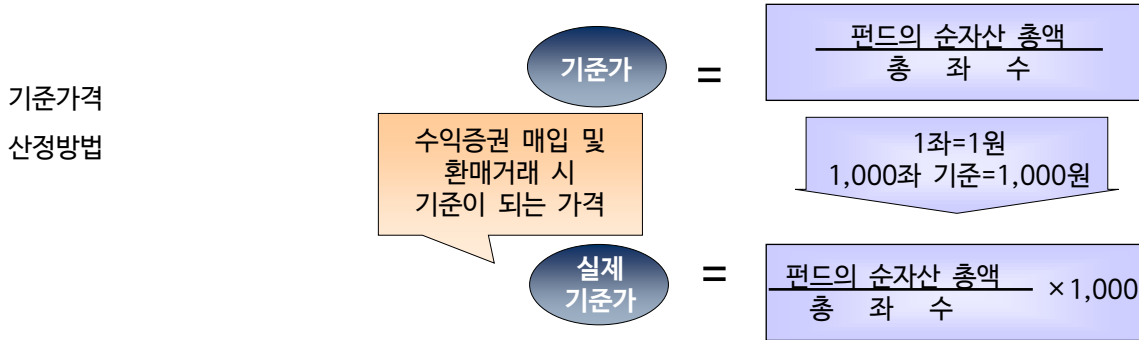 기준가격
산정방법
기준가
=
펀드의 순자산 총액
총 좌 수
수익증권 매입 및
환매거래 시
기준이 되는 가격
1좌=1원
1,000좌 기준=1,000원
실제
기준가
=
펀드의 순자산 총액
총 좌 수
×1,000